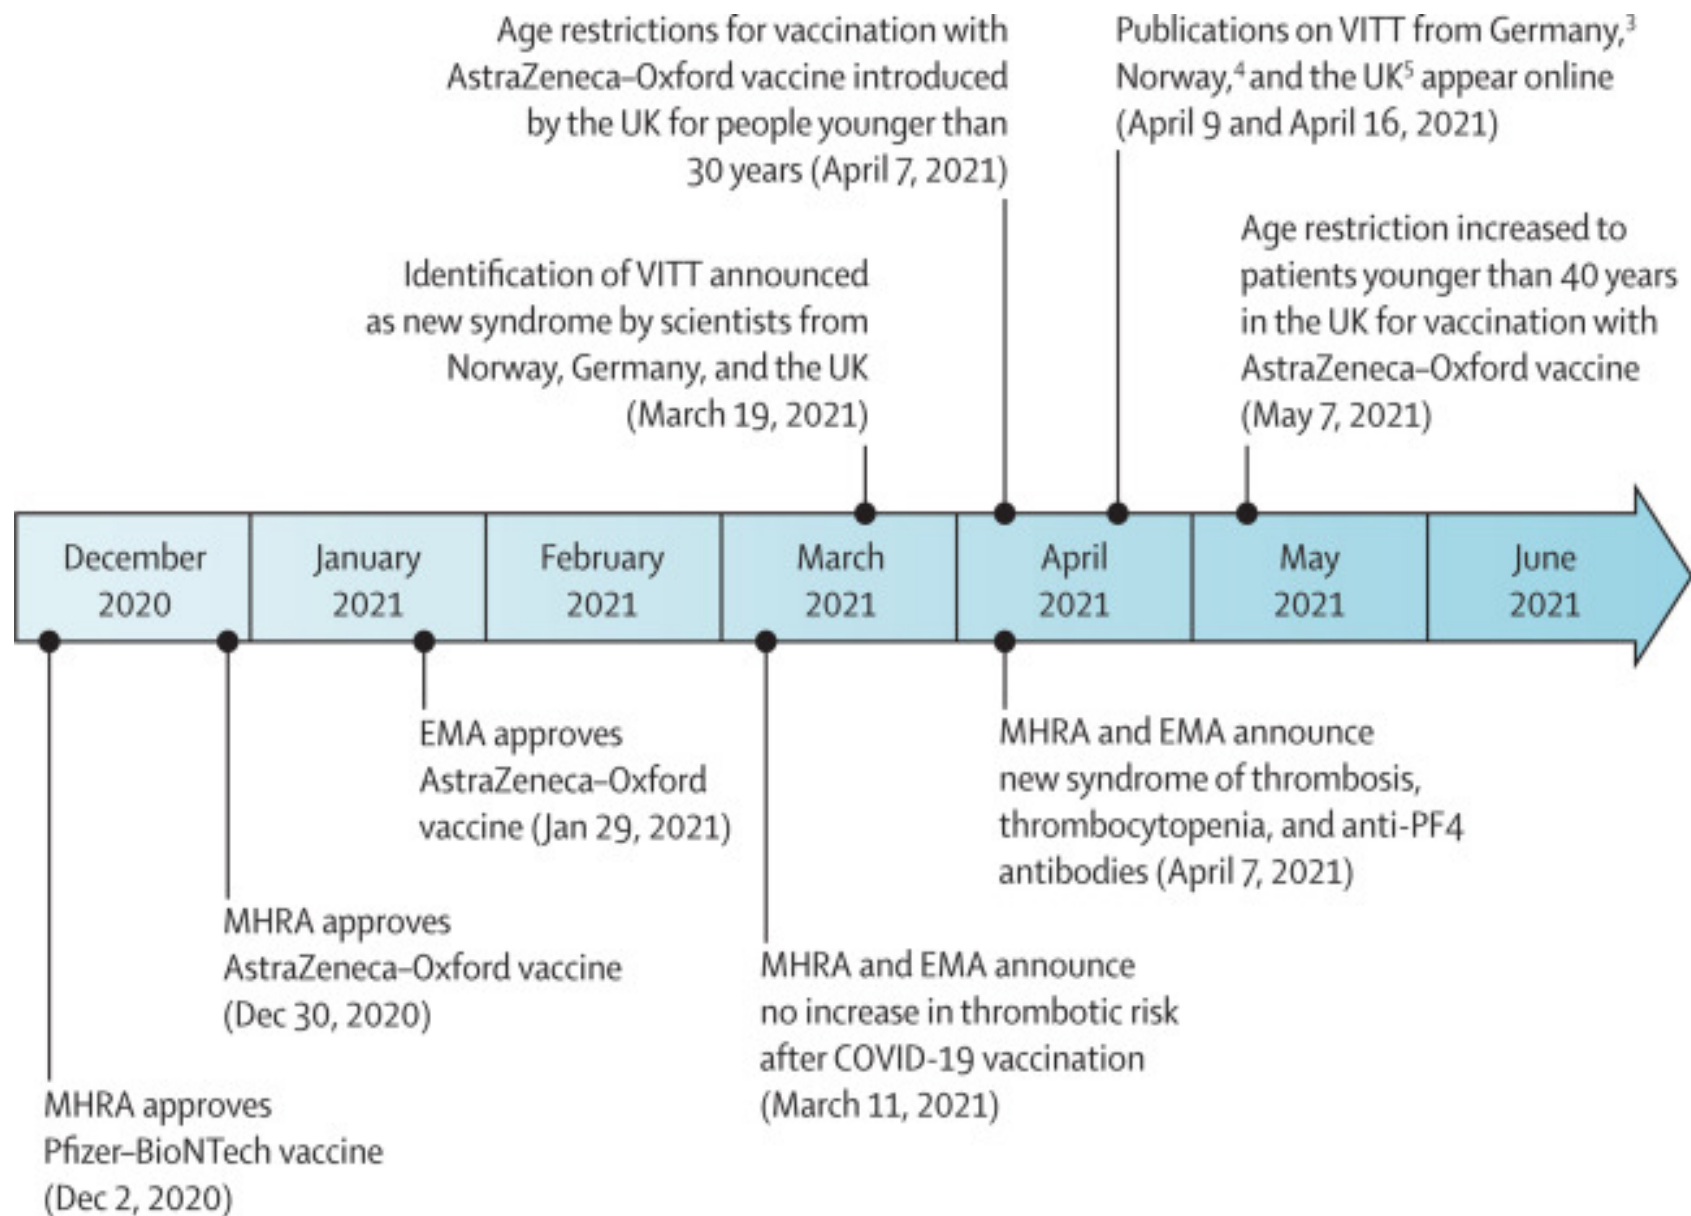 Age restrictions for vaccination with
AstraZeneca–Oxford vaccine introduced
by the UK for people younger than
30 years (April 7, 2021)
Publications on VITT from Germany,³
Norway,⁴ and the UK⁵ appear online
(April 9 and April 16, 2021)
Identification of VITT announced
as new syndrome by scientists from
Norway, Germany, and the UK
(March 19, 2021)
Age restriction increased to
patients younger than 40 years
in the UK for vaccination with
AstraZeneca–Oxford vaccine
(May 7, 2021)
December
2020
January
2021
February
2021
March
2021
April
2021
May
2021
June
2021
EMA approves
AstraZeneca–Oxford
vaccine (Jan 29, 2021)
MHRA and EMA announce
new syndrome of thrombosis,
thrombocytopenia, and anti-PF4
antibodies (April 7, 2021)
MHRA approves
AstraZeneca–Oxford vaccine
(Dec 30, 2020)
MHRA and EMA announce
no increase in thrombotic risk
after COVID-19 vaccination
(March 11, 2021)
MHRA approves
Pfizer–BioNTech vaccine
(Dec 2, 2020)